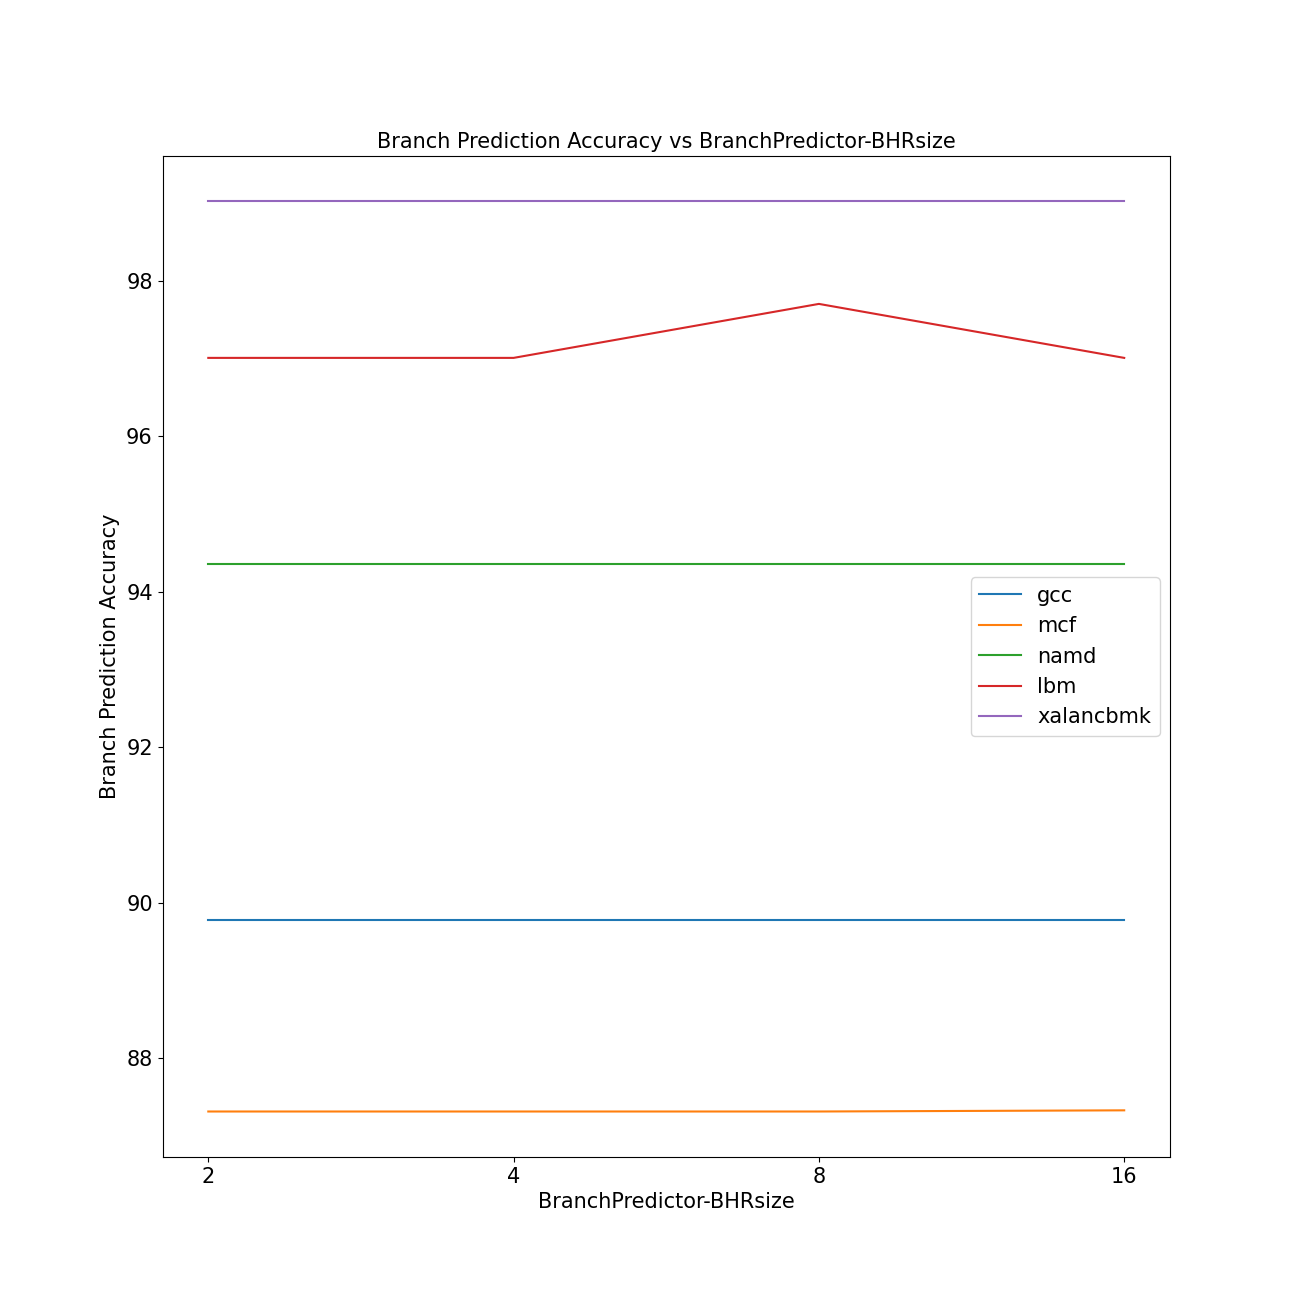 Branch Prediction Accuracy vs BranchPredictor-BHRsize
Branch Prediction Accuracy
98
96
94
92
90
88
gcc
mcf
namd
lbm
xalancbmk
2 4 8 16
BranchPredictor-BHRsize